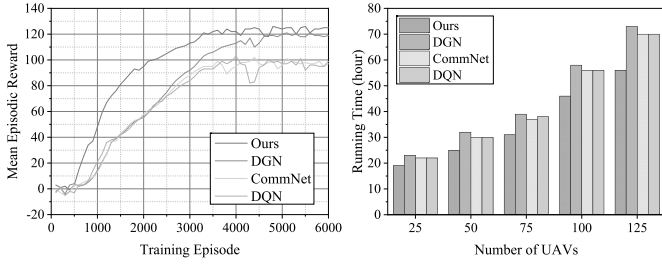 140
120
100
80
60
40
20
0
-20
Mean Episodic Reward
0 1000 2000 3000 4000 5000 6000
Training Episode
Ours
DGN
CommNet
DQN
80
70
60
50
40
30
20
10
0
Running Time (hour)
25 50 75 100 125
Number of UAVs
Ours
DGN
CommNet
DQN